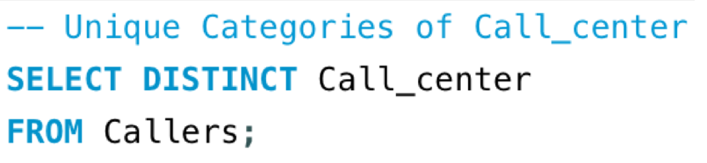 -- Unique Categories of Call_center
SELECT DISTINCT Call_center
FROM Callers;